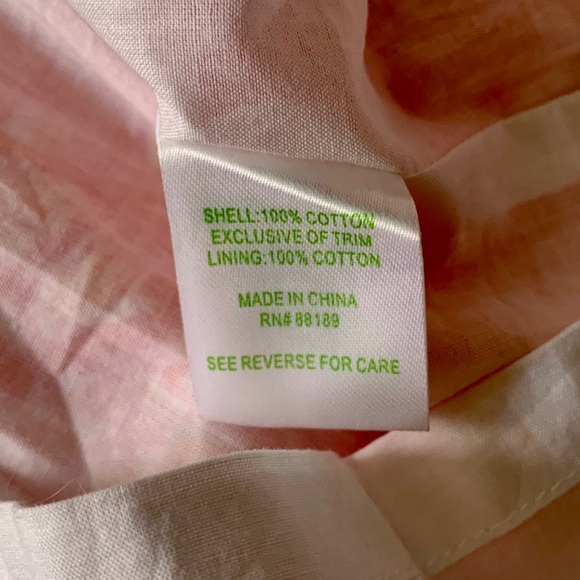 SHELL:100% COTTON
EXCLUSIVE OF TRIM
LINING:100% COTTON
MADE IN CHINA
RN# 88189
SEE REVERSE FOR CARE